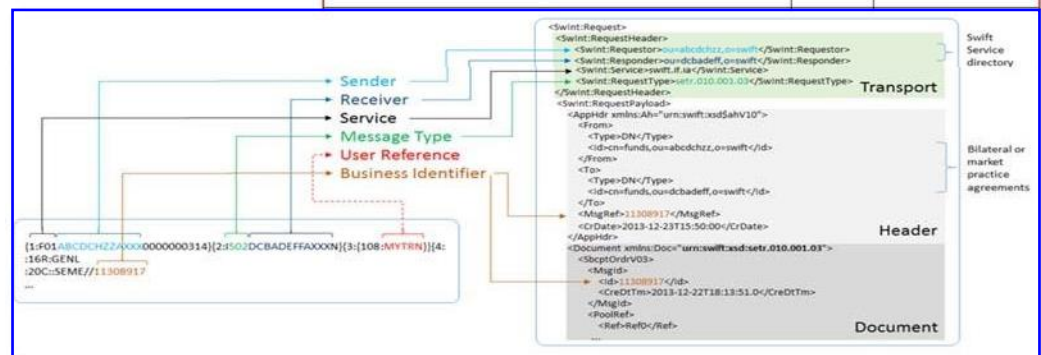 Sender
Receiver
Service
Message Type
User Reference
Business Identifier
{1:F01ABCDCHZZAXXX0000000314}{2:I502DCBADEFFAXXXN}{3:{108:MYTRN}}{4:
:16R:GENL
:20C::SEME//11308917
...
<SwInt:Request>
<SwInt:RequestHeader>
<SwInt:Requestor>ou=abcdchzz,o=swift</SwInt:Requestor>
<SwInt:Responder>ou=dcbadeff,o=swift</SwInt:Responder>
<SwInt:Service>swift.if.ia</SwInt:Service>
<SwInt:RequestType>setr.010.001.03</SwInt:RequestType>
</SwInt:RequestHeader>
Transport
<SwInt:RequestPayload>
<AppHdr xmlns:Ah="urn:swift:xsd$ahV10">
<From>
<Type>DN</Type>
<Id>cn=funds,ou=abcdchzz,o=swift</Id>
</From>
<To>
<Type>DN</Type>
<Id>cn=funds,ou=dcbadeff,o=swift</Id>
</To>
<MsgRef>11308917</MsgRef>
<CrDate>2013-12-23T15:50:00</CrDate>
</AppHdr>
Header
<Document xmlns:Doc="urn:swift:xsd:setr.010.001.03">
<SbcptOrdrV03>
<MsgId>
<Id>11308917</Id>
<CreDtTm>2013-12-22T18:13:51.0</CreDtTm>
</MsgId>
<PoolRef>
<Ref>Ref0</Ref>
...
Document
Swift
Service
directory
Bilateral or
market
practice
agreements